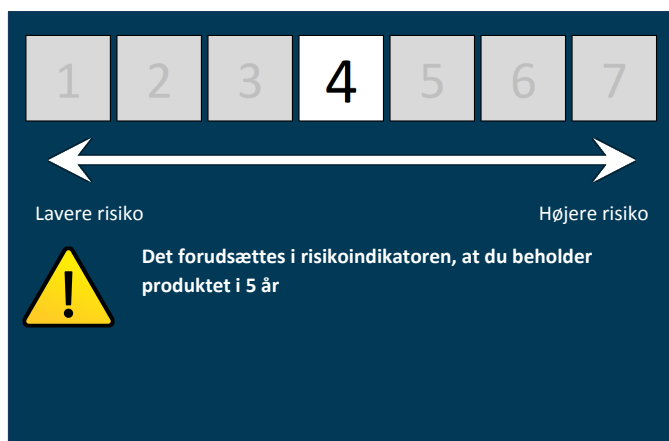 1 2 3 4 5 6 7
Lavere risiko Højere risiko
Det forudsættes i risikoindikatoren, at du beholder
produktet i 5 år